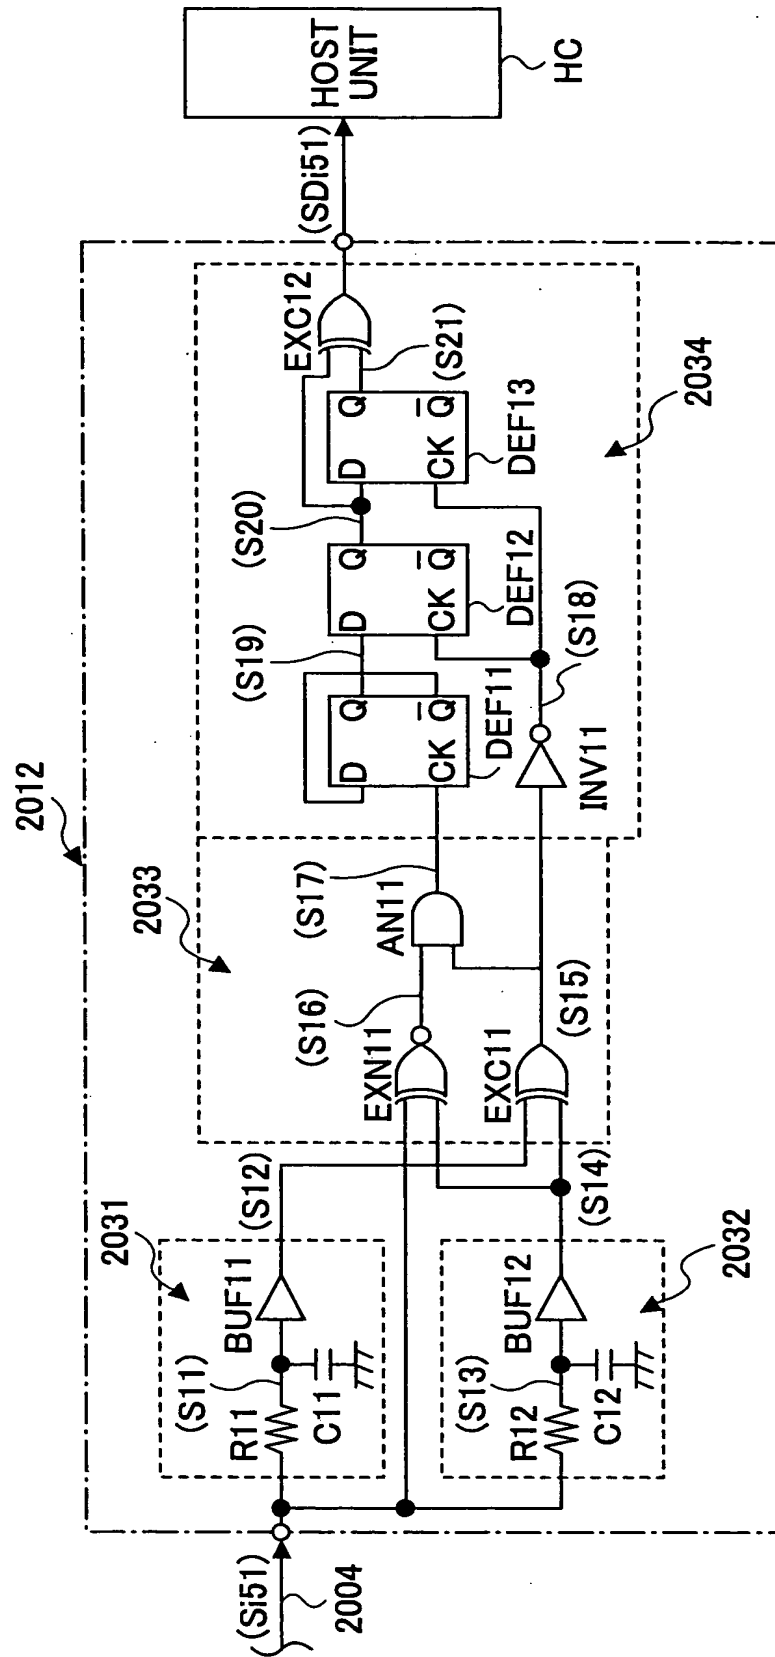 2012
(Si51)
2004
2031
(S11)
R11
C11
BUF11
(S12)
2032
(S13)
R12
C12
BUF12
(S14)
2033
EXN11
(S16)
EXC11
(S15)
AN11
(S17)
2034
INV11
(S18)
D
Q
CK
Q
DEF11
(S19)
D
Q
CK
Q
DEF12
(S20)
D
Q
CK
Q
DEF13
(S21)
EXC12
(SDi51)
HOST
UNIT
HC